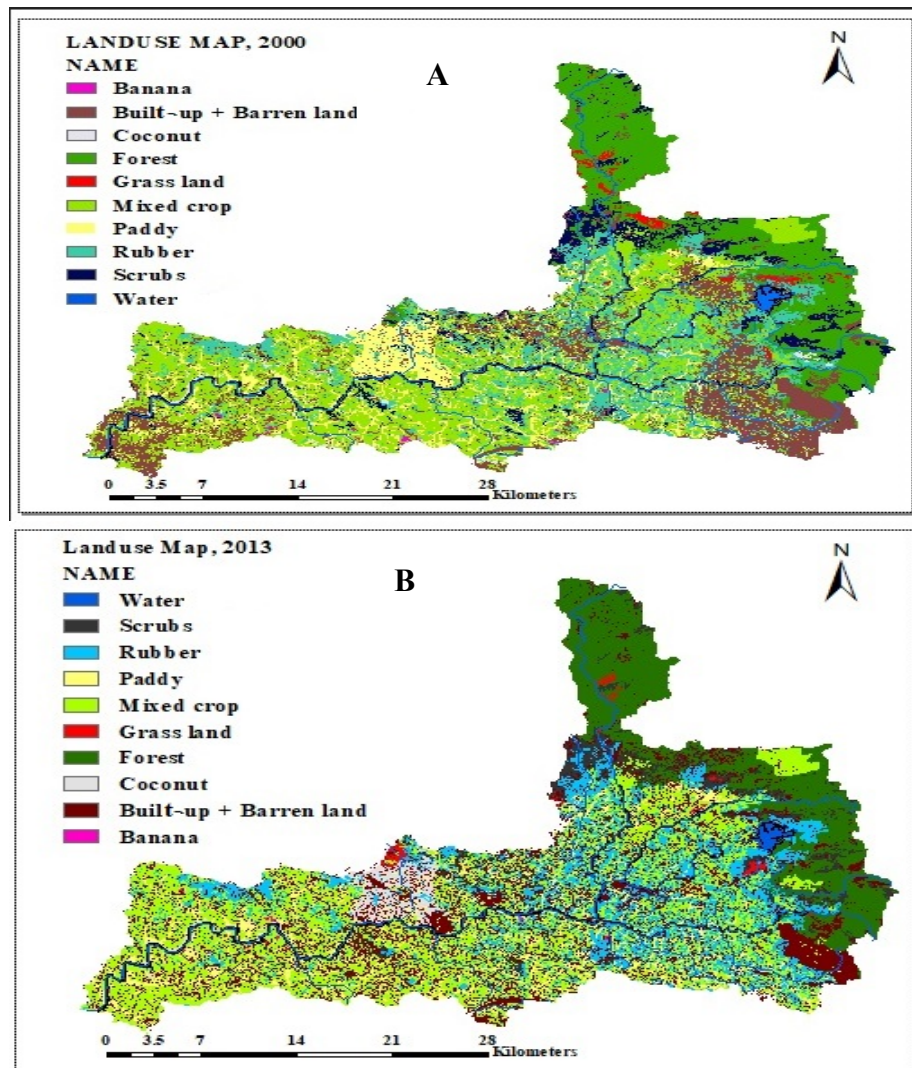 LANDUSE MAP, 2000
NAME
Banana
Built-up + Barren land
Coconut
Forest
Grass land
Mixed crop
Paddy
Rubber
Scrubs
Water
A
N
0 3.5 7 14 21 28
Kilometers
Landuse Map, 2013
NAME
Water
Scrubs
Rubber
Paddy
Mixed crop
Grass land
Forest
Coconut
Built-up + Barren land
Banana
B
N
0 3.5 7 14 21 28
Kilometers